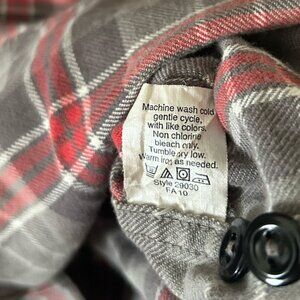 Machine wash cold
gentle cycle,
with like colors.
Non chlorine
bleach only.
Tumble dry low.
Warm iron as needed.
Style 29030
FA 10